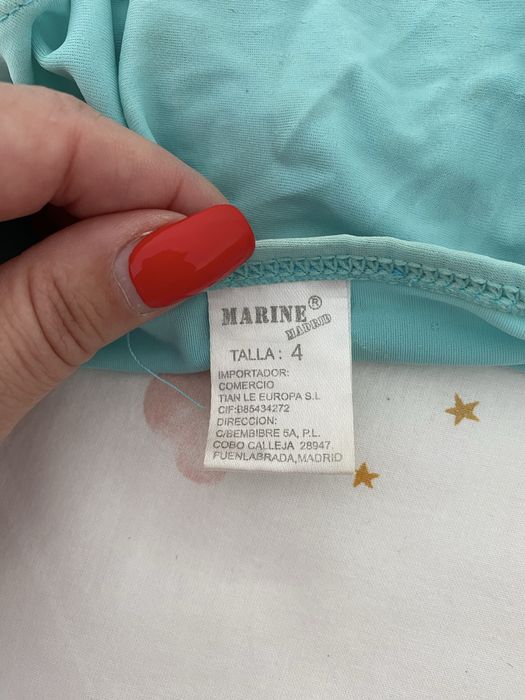 MARINE®
MADRID
TALLA: 4
IMPORTADOR:
COMERCIO
TIAN LE EUROPA S.L
CIF:B85434272
DIRECCION:
C/BEMBIBRE 5A, P.L.
COBO CALLEJA 28947
FUENLABRADA, MADRID